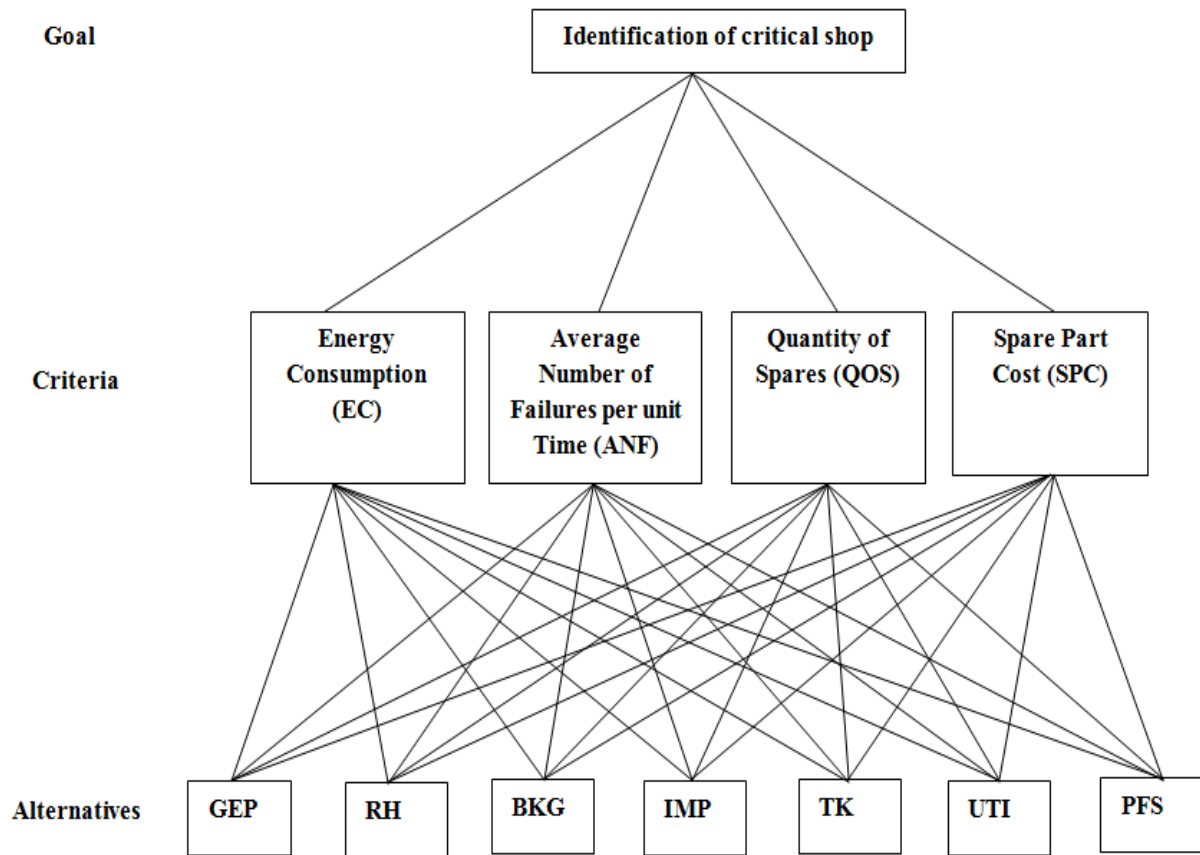 Goal
Identification of critical shop
Criteria
Energy
Consumption
(EC)
Average
Number of
Failures per unit
Time (ANF)
Quantity of
Spares (QOS)
Spare Part
Cost (SPC)
Alternatives
GEP
RH
BKG
IMP
TK
UTI
PFS